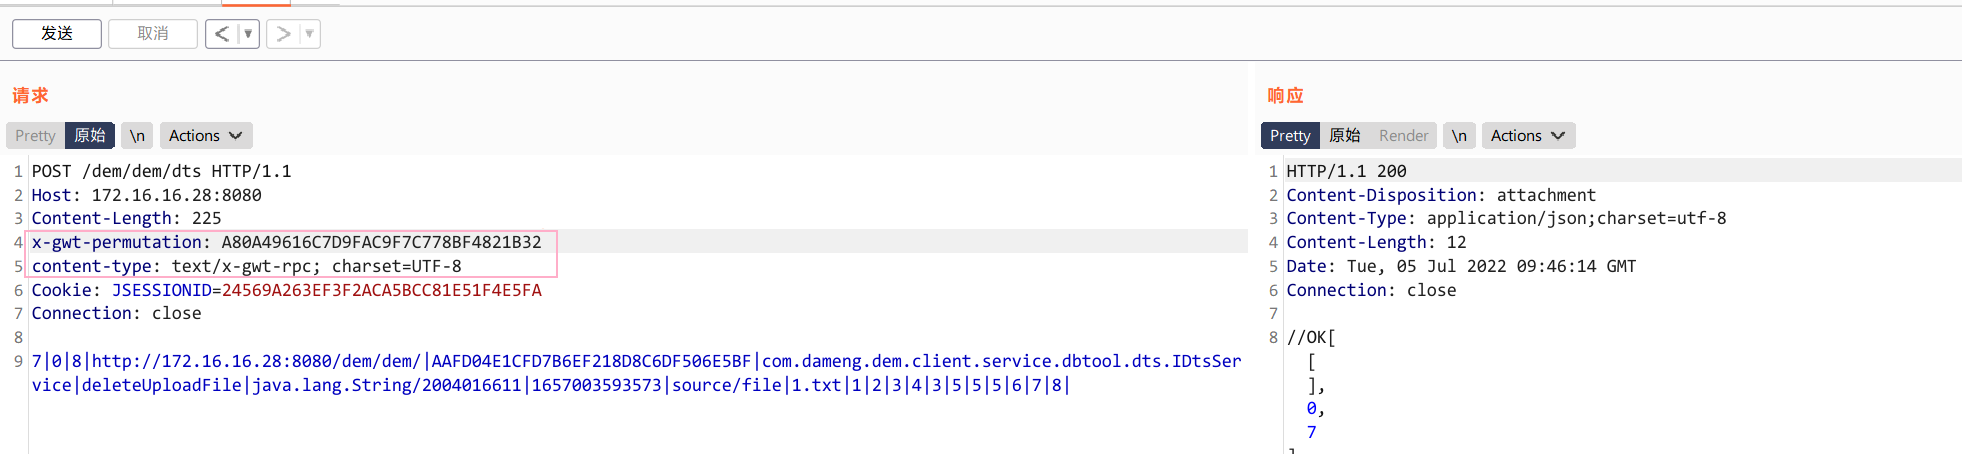 发送
取消
<
>
请求
响应
Pretty
原始
\n
Actions
Pretty
原始
Render
\n
Actions
1 POST /dem/dem/dts HTTP/1.1
2 Host: 172.16.16.28:8080
3 Content-Length: 225
4 x-gwt-permutation: A80A49616C7D9FAC9F7C778BF4821B32
5 content-type: text/x-gwt-rpc; charset=UTF-8
6 Cookie: JSESSIONID=24569A263EF3F2ACA5BCC81E51F4E5FA
7 Connection: close
8
9 7|0|8|http://172.16.16.28:8080/dem/dem/|AAFD04E1CFD7B6EF218D8C6DF506E5BF|com.dameng.dem.client.service.dbtool.dts.IDtsSer
vice|deleteUploadFile|java.lang.String/2004016611|1657003593573|source/file|1.txt|1|2|3|4|3|5|5|5|6|7|8|
1 HTTP/1.1 200
2 Content-Disposition: attachment
3 Content-Type: application/json;charset=utf-8
4 Content-Length: 12
5 Date: Tue, 05 Jul 2022 09:46:14 GMT
6 Connection: close
7
8 //OK[
[
],
0,
7